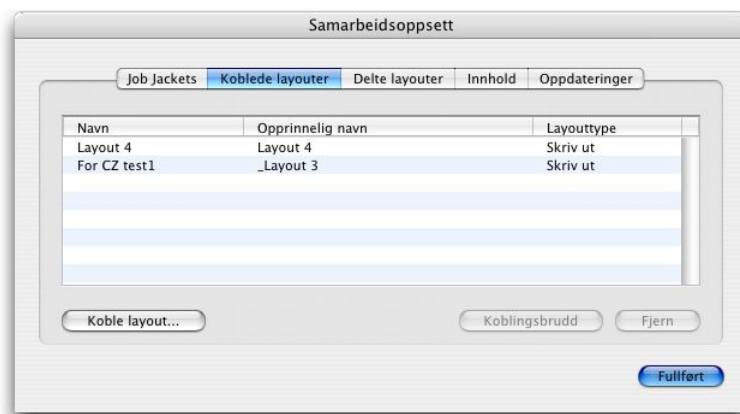 Samarbeidsoppsett
Job Jackets Koblede layouter Delte layouter Innhold Oppdateringer
Navn Opprinnelig navn Layouttype
Layout 4 Layout 4 Skriv ut
For CZ test1 _Layout 3 Skriv ut
Koble layout... Koblingsbrudd Fjern
Fullført